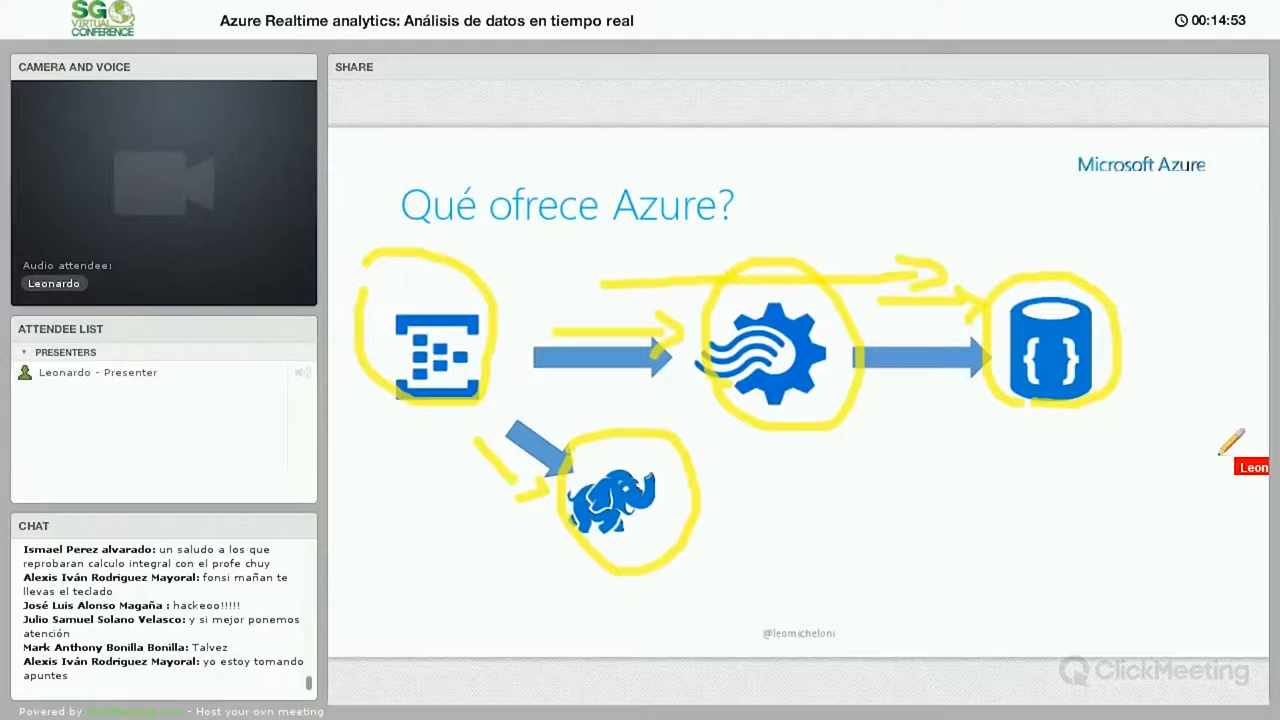 SG
VIRTUAL
CONFERENCE
Azure Realtime analytics: Análisis de datos en tiempo real
00:14:53
CAMERA AND VOICE
Audio attendee:
Leonardo
ATTENDEE LIST
PRESENTERS
Leonardo - Presenter
CHAT
Ismael Perez alvarado: un saludo a los que
reprobaran calculo integral con el profe chuy
Alexis Iván Rodriguez Mayoral: fonsi mañan te
llevas el teclado
José Luis Alonso Magaña : hackeoo!!!!!
Julio Samuel Solano Velasco: y si mejor ponemos
atención
Mark Anthony Bonilla Bonilla: Talvez
Alexis Iván Rodriguez Mayoral: yo estoy tomando
apuntes
Powered by ClickMeeting.com - Host your own meeting
SHARE
Microsoft Azure
Qué ofrece Azure?
{ }
Leon
@leomicheloni
ClickMeeting